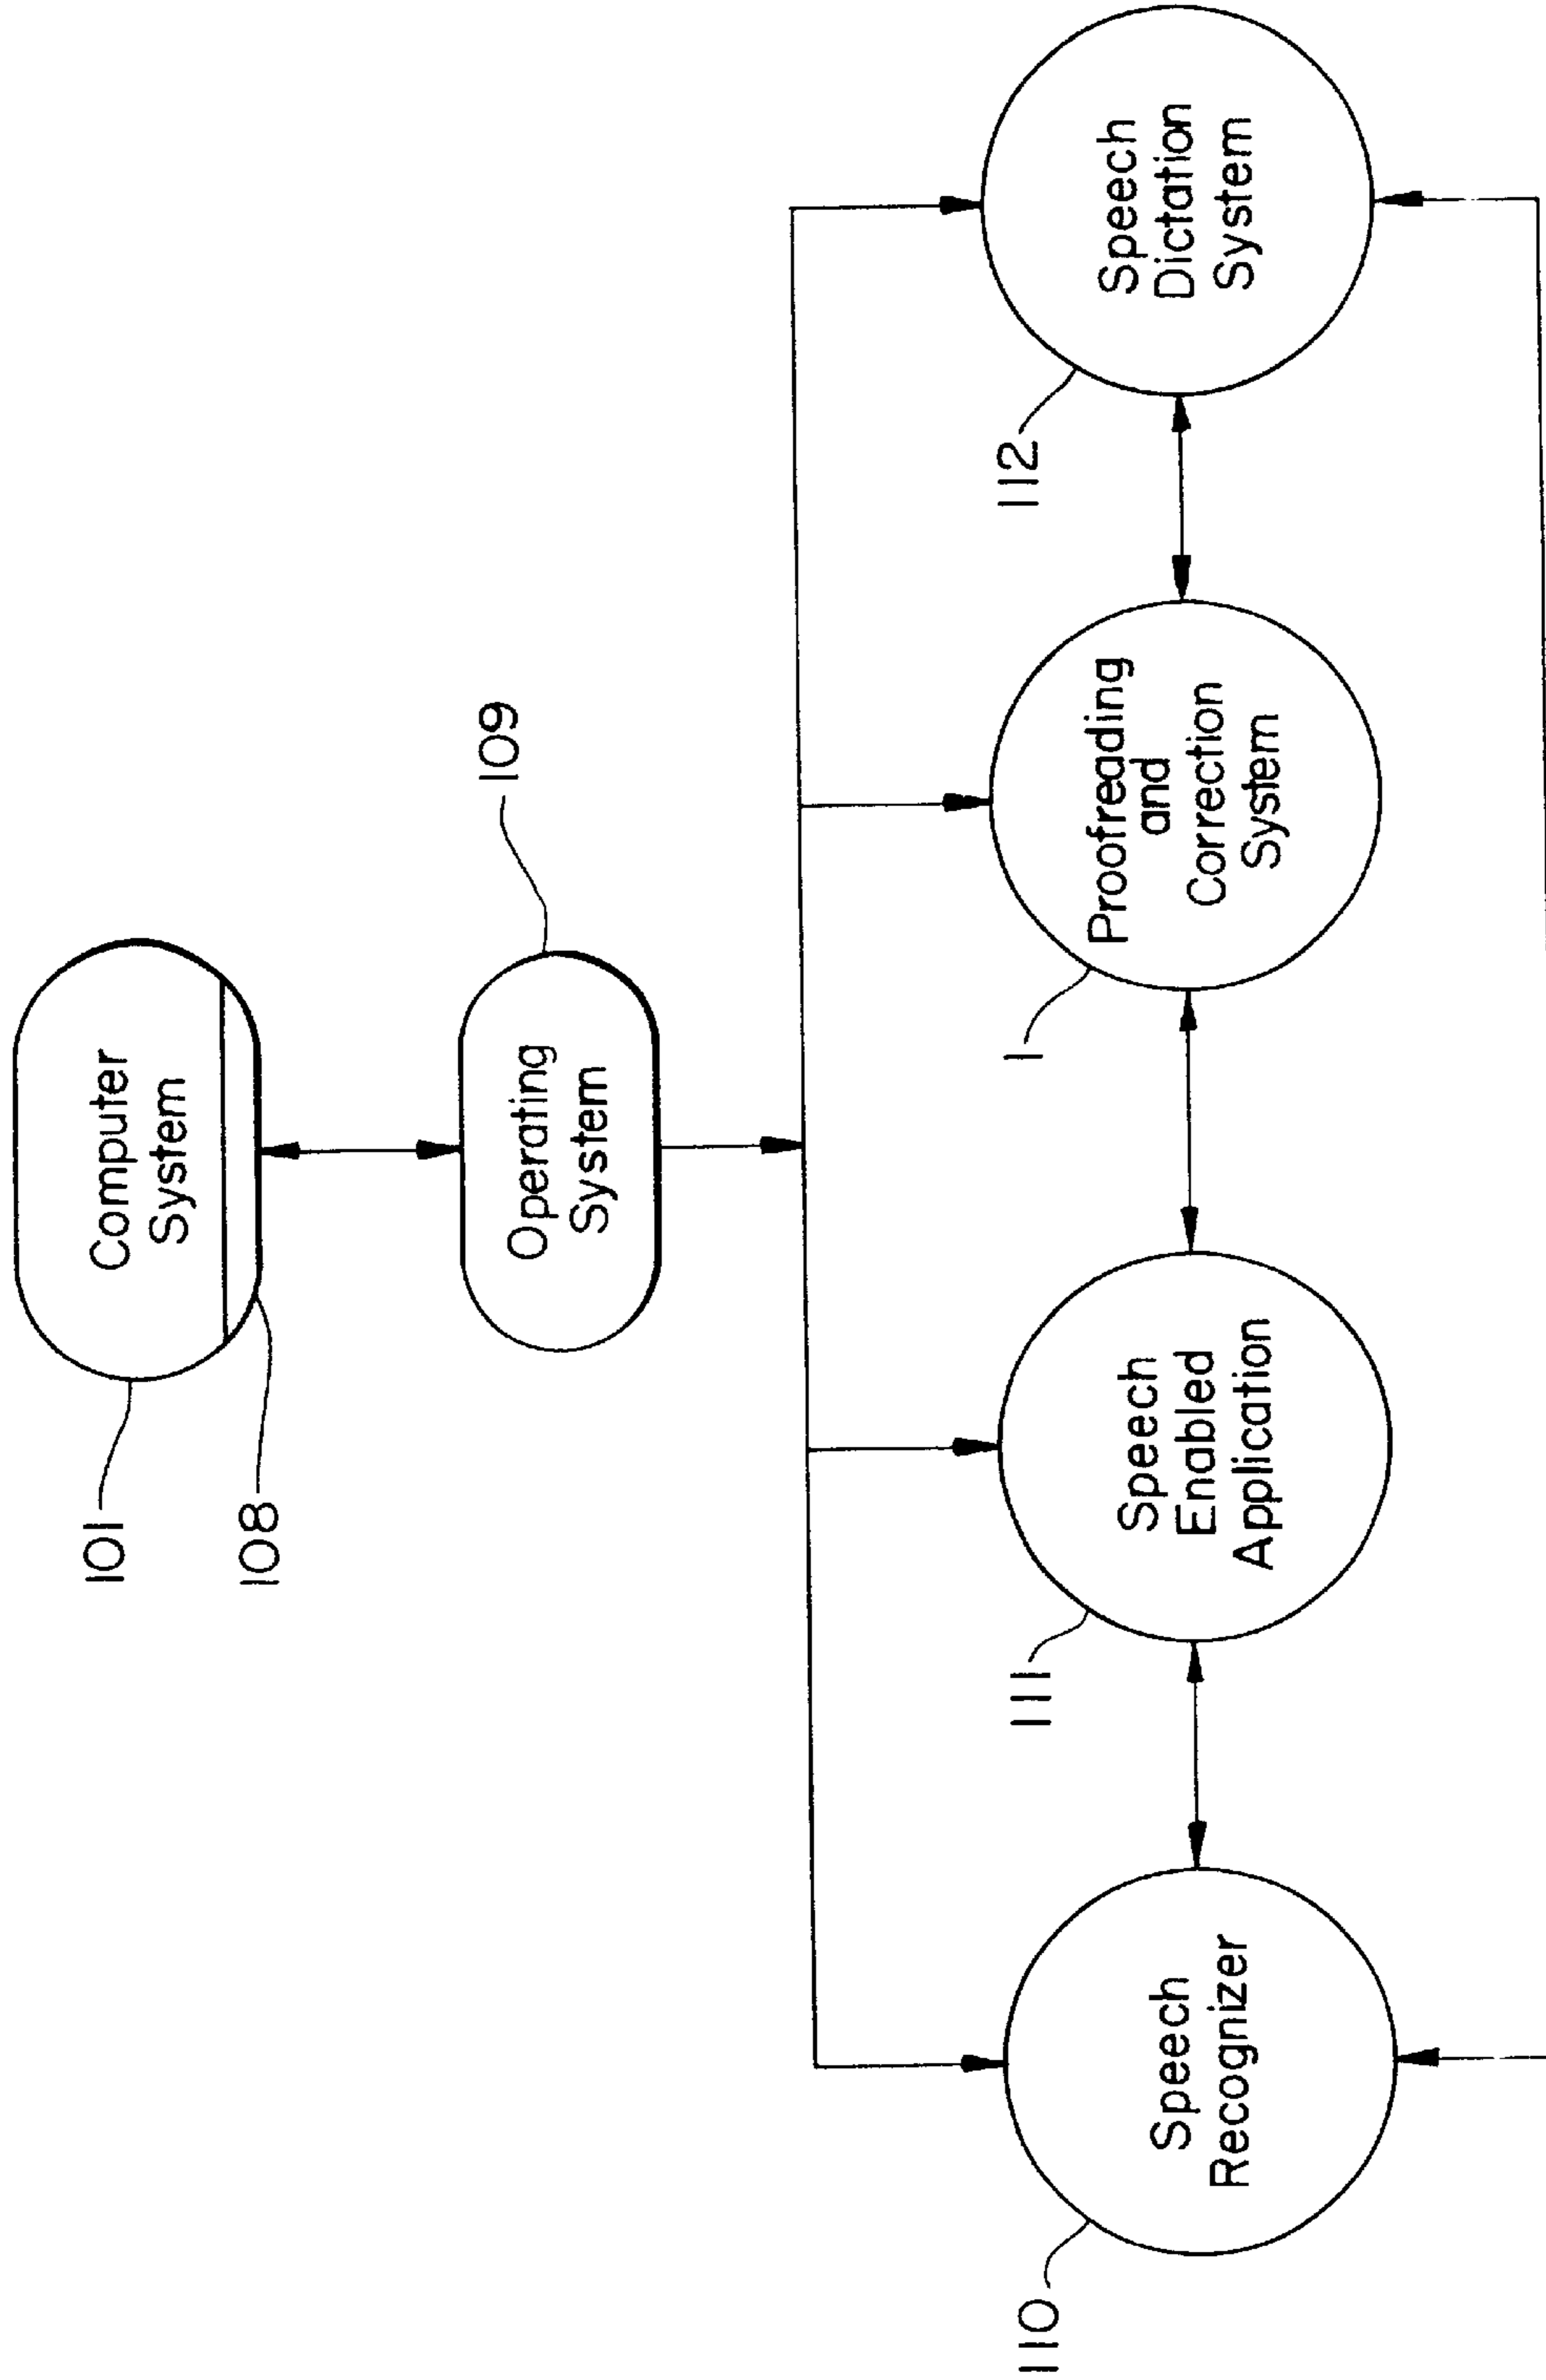 101
Computer
System
108
Operating
System
109
110
Speech
Recognizer
111
Speech
Enabled
Application
1
Proofreading
and
Correction
System
112
Speech
Dictation
System